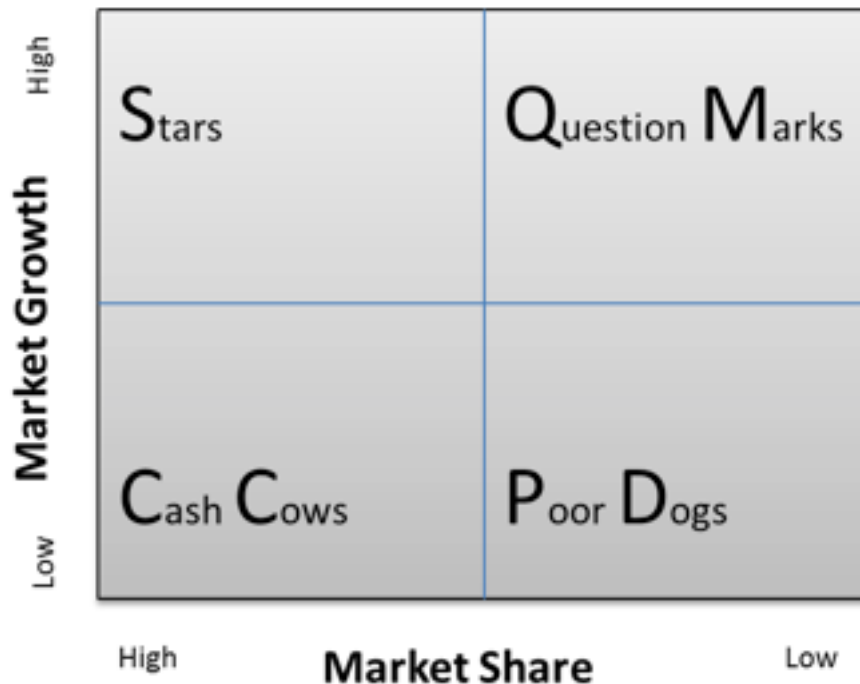 High
Stars
Question Marks
Market Growth
Cash Cows
Poor Dogs
Low
High
Market Share
Low